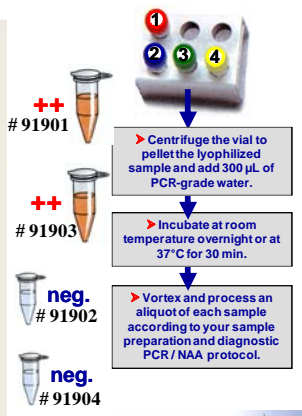 1
2 3 4
++
# 91901
++
# 91903
neg.
# 91902
neg.
# 91904
➤ Centrifuge the vial to
pellet the lyophilized
sample and add 300 µL of
PCR-grade water.
➤ Incubate at room
temperature overnight or at
37°C for 30 min.
➤ Vortex and process an
aliquot of each sample
according to your sample
preparation and diagnostic
PCR / NAA protocol.